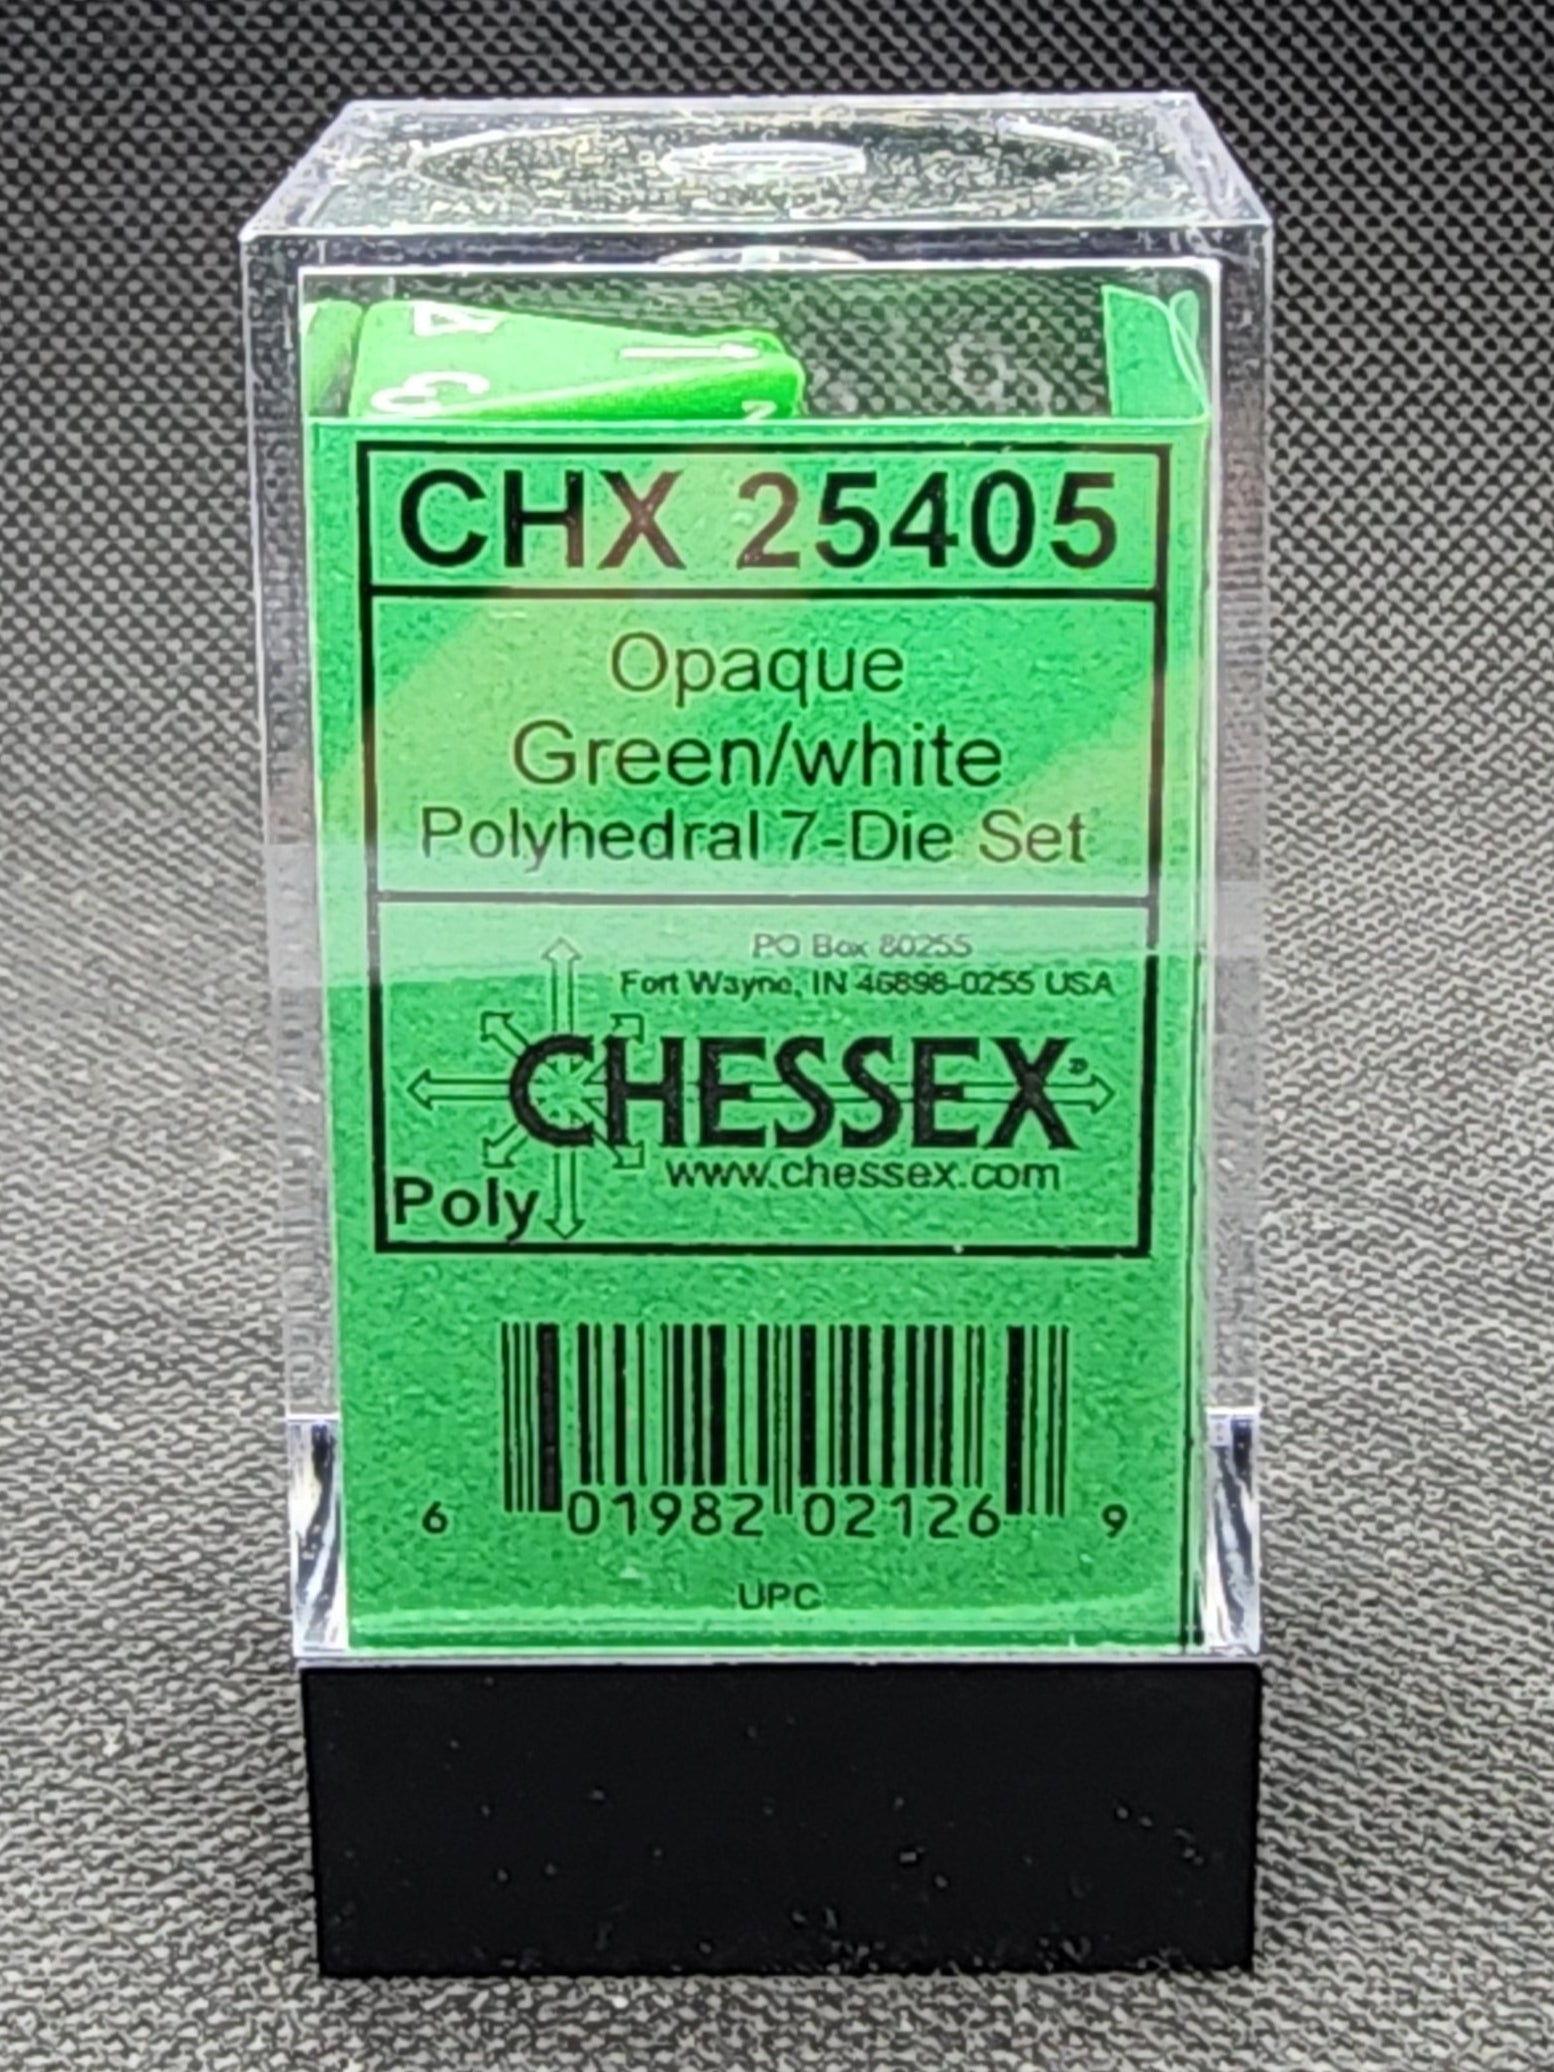 CHX 25405
Opaque
Green/white
Polyhedral 7-Die Set
PO Box 80255
Fort Wayne, IN 46898-0255 USA
CHESSEX®
www.chessex.com
Poly
6 01982 02126 9
UPC